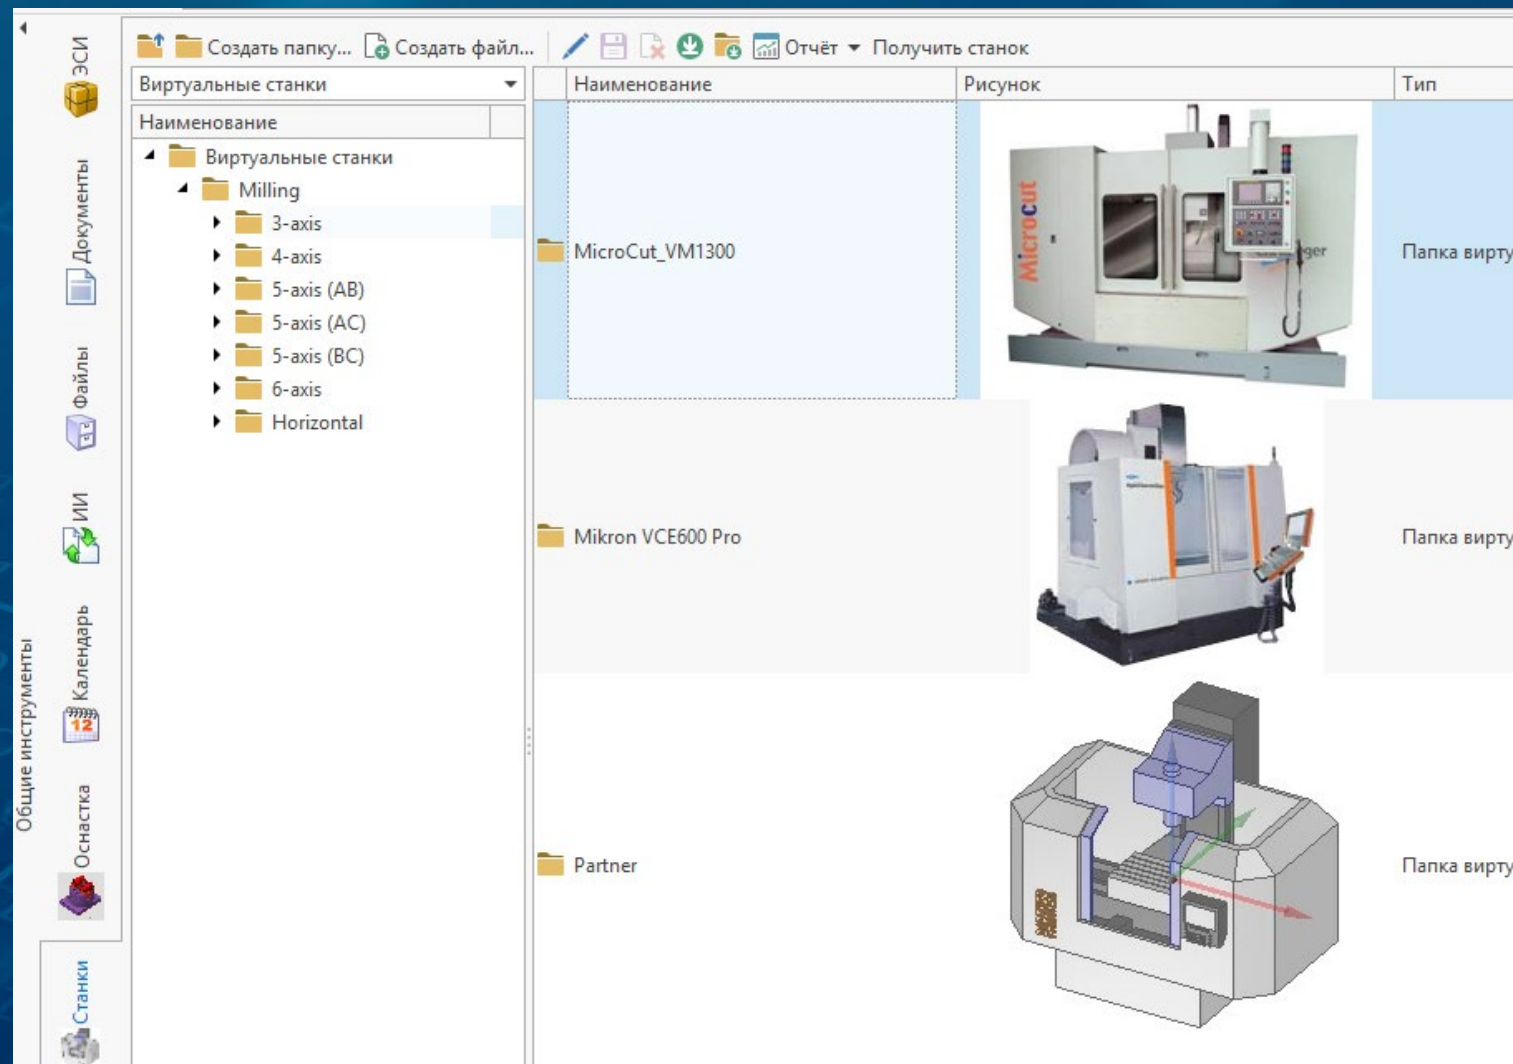 Создать папку... Создать файл... Отчёт Получить станок
Виртуальные станки
Наименование
Виртуальные станки
Milling
3-axis
4-axis
5-axis (AB)
5-axis (AC)
5-axis (BC)
6-axis
Horizontal
Наименование Рисунок Тип
MicroCut_VM1300 Папка вирту
Microcut
Mikron VCE600 Pro Папка вирту
Partner Папка вирту
Общие инструменты
ЭСИ
Документы
Файлы
ИИ
Календарь
12
Оснастка
Станки